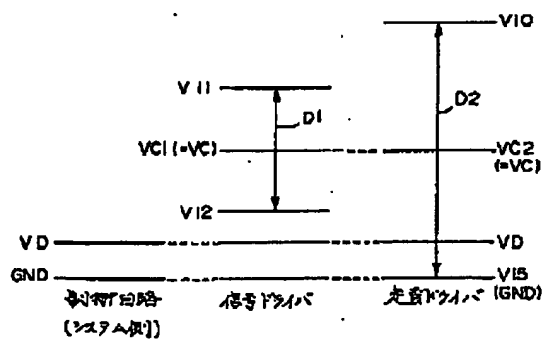 V10
V11
D1
D2
VC1 (=VC)
VC2
(=VC)
V12
VD
VD
GND
V15
(GND)
制御回路
(システム側)
信号ドライバ
走査ドライバ